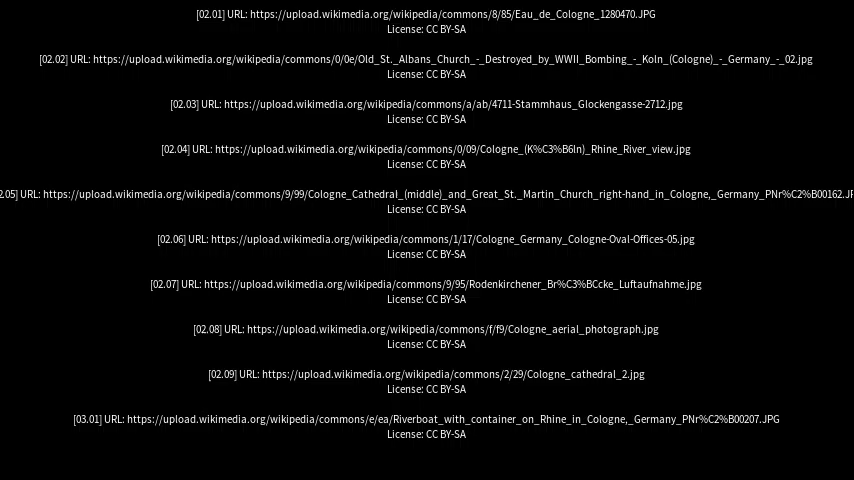 [02.01] URL: https://upload.wikimedia.org/wikipedia/commons/8/85/Eau_de_Cologne_1280470.JPG
License: CC BY-SA
[02.02] URL: https://upload.wikimedia.org/wikipedia/commons/0/0e/Old_St._Albans_Church_-_Destroyed_by_WWII_Bombing_-_Koln_(Cologne)_-_Germany_-_02.jpg
License: CC BY-SA
[02.03] URL: https://upload.wikimedia.org/wikipedia/commons/a/ab/4711-Stammhaus_Glockengasse-2712.jpg
License: CC BY-SA
[02.04] URL: https://upload.wikimedia.org/wikipedia/commons/0/09/Cologne_(K%C3%B6ln)_Rhine_River_view.jpg
License: CC BY-SA
2.05] URL: https://upload.wikimedia.org/wikipedia/commons/9/99/Cologne_Cathedral_(middle)_and_Great_St._Martin_Church_right-hand_in_Cologne,_Germany_PNr%C2%B00162.JP
License: CC BY-SA
[02.06] URL: https://upload.wikimedia.org/wikipedia/commons/1/17/Cologne_Germany_Cologne-Oval-Offices-05.jpg
License: CC BY-SA
[02.07] URL: https://upload.wikimedia.org/wikipedia/commons/9/95/Rodenkirchener_Br%C3%BCcke_Luftaufnahme.jpg
License: CC BY-SA
[02.08] URL: https://upload.wikimedia.org/wikipedia/commons/f/f9/Cologne_aerial_photograph.jpg
License: CC BY-SA
[02.09] URL: https://upload.wikimedia.org/wikipedia/commons/2/29/Cologne_cathedral_2.jpg
License: CC BY-SA
[03.01] URL: https://upload.wikimedia.org/wikipedia/commons/e/ea/Riverboat_with_container_on_Rhine_in_Cologne,_Germany_PNr%C2%B00207.JPG
License: CC BY-SA